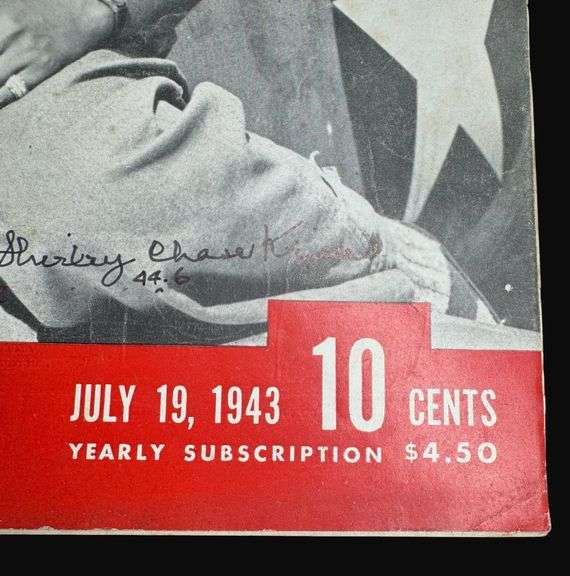 Shirley Chase
44-6
JULY 19, 1943 10 CENTS
YEARLY SUBSCRIPTION $4.50